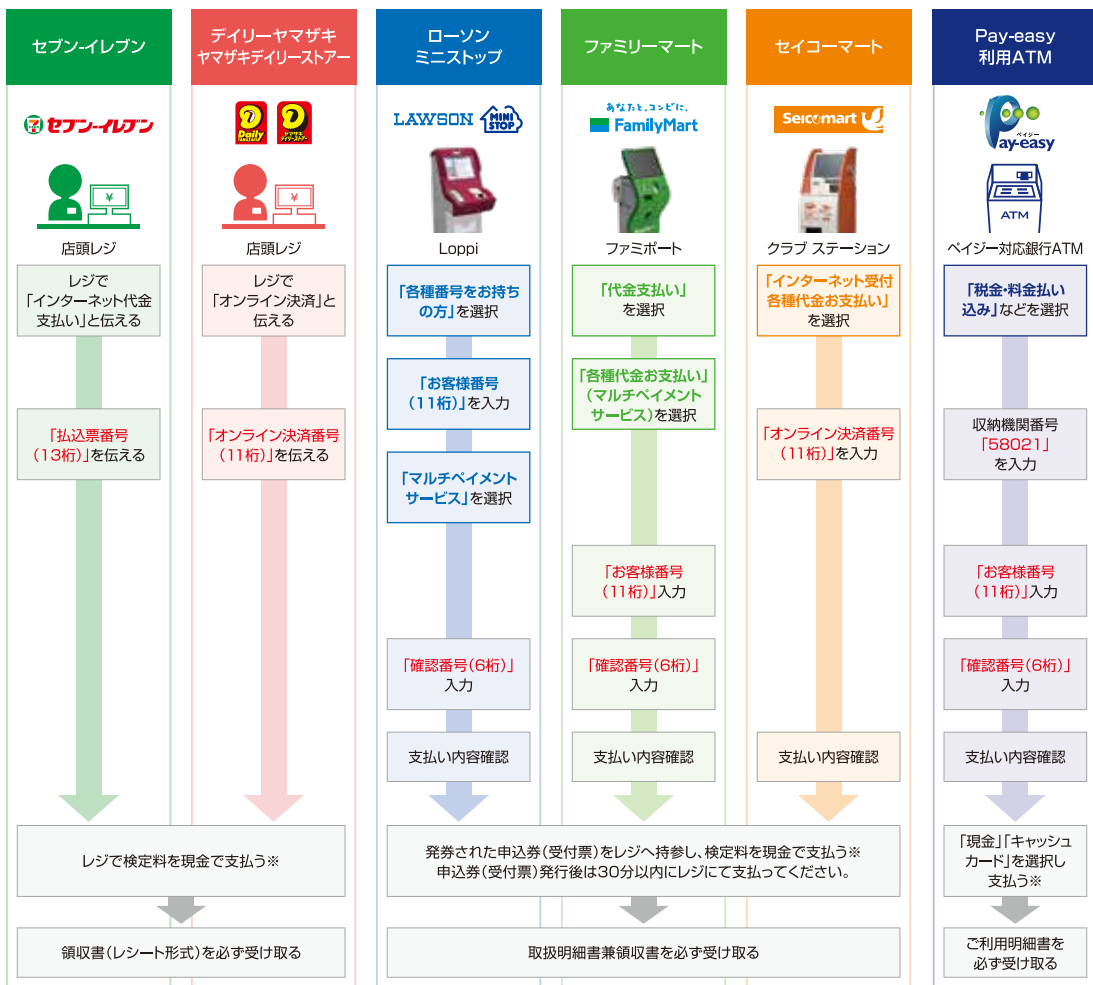 セブン-イレブン
デイリーヤマザキ
ヤマザキデイリーストアー
ローソン
ミニストップ
ファミリーマート
セイコーマート
Pay-easy
利用ATM
7
セブン-イレブン
Daily
YAMAZAKI
ヤマザキ
デイリーストアー
LAWSON
MINI
STOP
あなたと、コンビに、
FamilyMart
Seicomart
ペイジー
Pay-easy
¥
¥
ATM
店頭レジ
店頭レジ
Loppi
ファミポート
クラブ ステーション
ペイジー対応銀行ATM
レジで
「インターネット代金
支払い」と伝える
「払込票番号
(13桁)」を伝える
レジで
「オンライン決済」と
伝える
「オンライン決済番号
(11桁)」を伝える
「各種番号をお持ち
の方」を選択
「お客様番号
(11桁)」を入力
「マルチペイメント
サービス」を選択
「確認番号(6桁)」
入力
支払い内容確認
「代金支払い」
を選択
「各種代金お支払い」
(マルチペイメント
サービス)を選択
「お客様番号
(11桁)」入力
「確認番号(6桁)」
入力
支払い内容確認
「インターネット受付
各種代金お支払い」
を選択
「オンライン決済番号
(11桁)」を入力
支払い内容確認
「税金・料金払い
込み」などを選択
収納機関番号
「58021」
を入力
「お客様番号
(11桁)」入力
「確認番号(6桁)」
入力
支払い内容確認
レジで検定料を現金で支払う※
発券された申込券(受付票)をレジへ持参し、検定料を現金で支払う※
申込券(受付票)発行後は30分以内にレジにて支払ってください。
「現金」「キャッシュ
カード」を選択し
支払う※
領収書(レシート形式)を必ず受け取る
取扱明細書兼領収書を必ず受け取る
ご利用明細書を
必ず受け取る